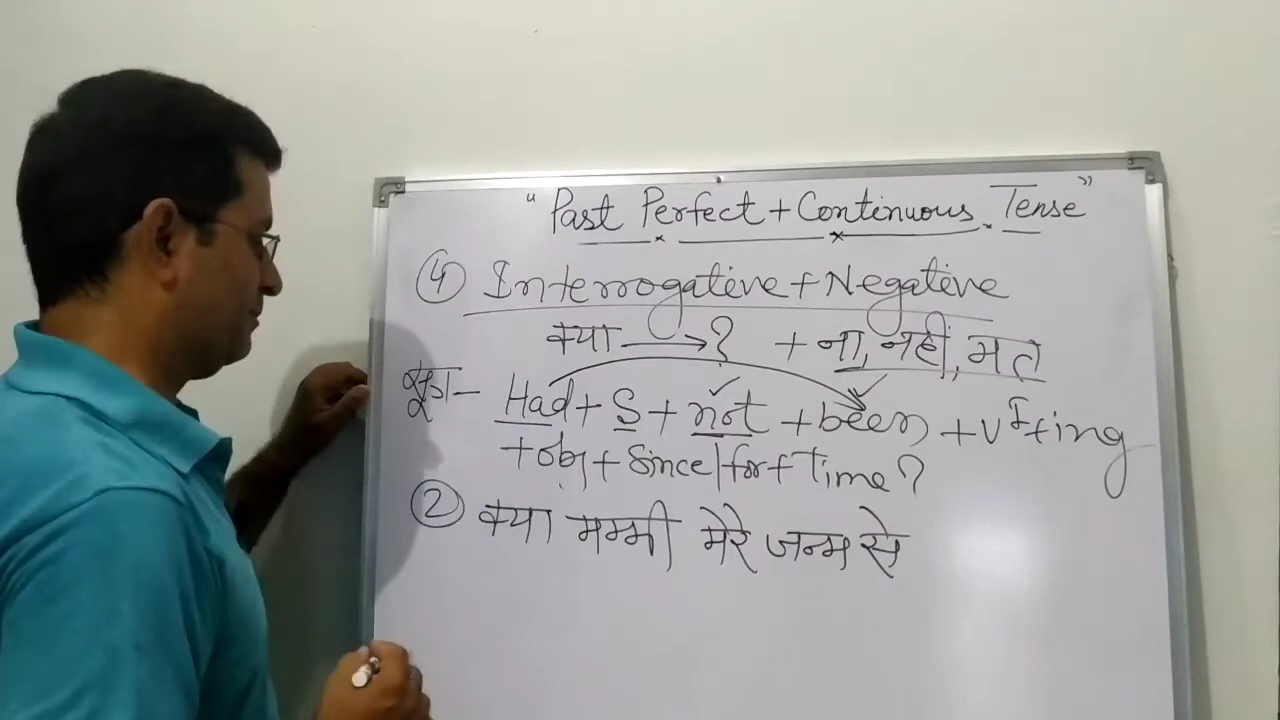 "Past Perfect + Continuous Tense"
④ Interrogative + Negative
क्या → ? + ना, नहीं, मत
सूत्र – Had + S + not + been + V^I + ing
+ obj + Since/for + Time?
② क्या मम्मी मेरे जन्म से